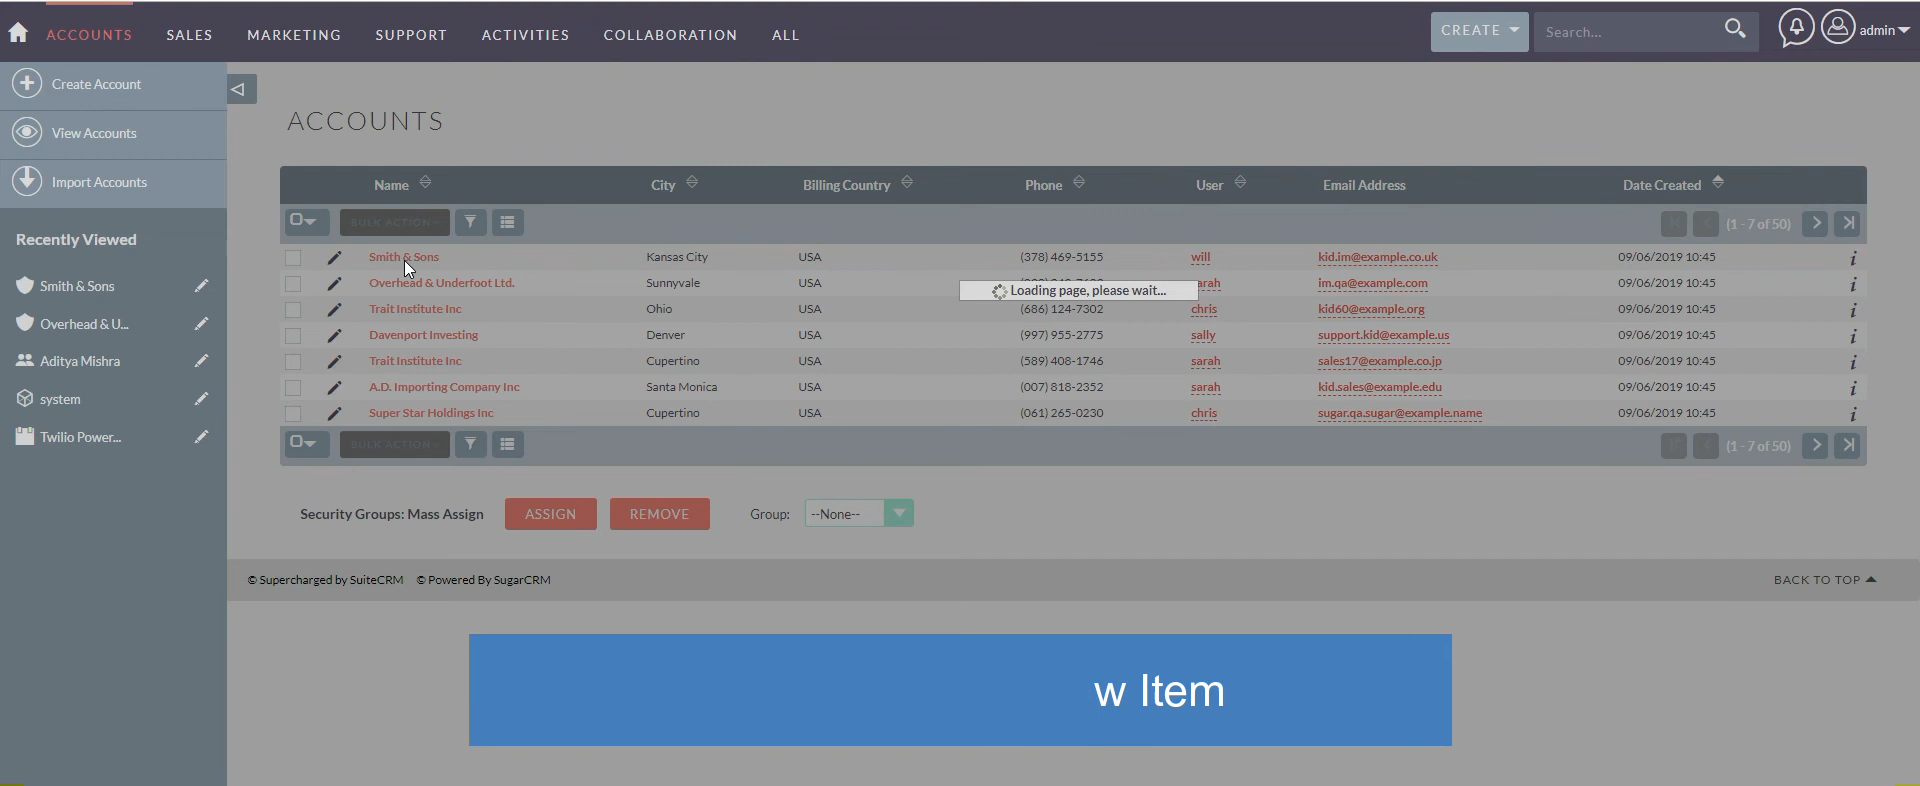 ACCOUNTS SALES MARKETING SUPPORT ACTIVITIES COLLABORATION ALL CREATE Search... admin
Create Account
View Accounts
Import Accounts
Recently Viewed
Smith & Sons
Overhead & U...
Aditya Mishra
system
Twilio Power...
ACCOUNTS
Name City Billing Country Phone User Email Address Date Created
BULK ACTION (1 - 7 of 50)
Smith & Sons Kansas City USA (378) 469-5155 will kid.im@example.co.uk 09/06/2019 10:45
Overhead & Underfoot Ltd. Sunnyvale USA arah im.qa@example.com 09/06/2019 10:45
Loading page, please wait...
Trait Institute Inc Ohio USA (686) 124-7302 chris kid60@example.org 09/06/2019 10:45
Davenport Investing Denver USA (997) 955-2775 sally support.kid@example.us 09/06/2019 10:45
Trait Institute Inc Cupertino USA (589) 408-1746 sarah sales17@example.co.jp 09/06/2019 10:45
A.D. Importing Company Inc Santa Monica USA (007) 818-2352 sarah kid.sales@example.edu 09/06/2019 10:45
Super Star Holdings Inc Cupertino USA (061) 265-0230 chris sugar.qa.sugar@example.name 09/06/2019 10:45
BULK ACTION (1 - 7 of 50)
Security Groups: Mass Assign ASSIGN REMOVE Group: --None--
© Supercharged by SuiteCRM © Powered By SugarCRM BACK TO TOP
w Item